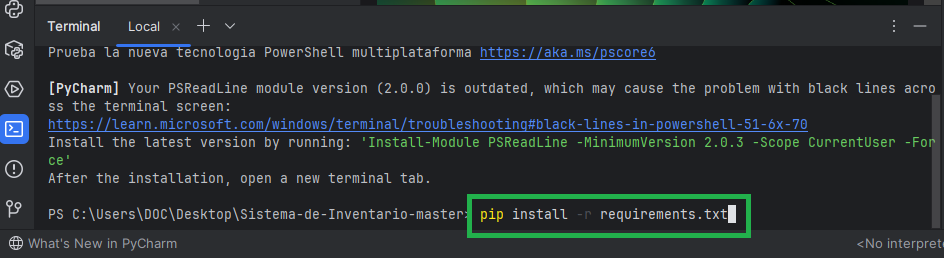 Terminal Local
Prueba la nueva tecnología PowerShell multiplataforma https://aka.ms/pscore6
[PyCharm] Your PSReadLine module version (2.0.0) is outdated, which may cause the problem with black lines acro
ss the terminal screen:
https://learn.microsoft.com/windows/terminal/troubleshooting#black-lines-in-powershell-51-6x-70
Install the latest version by running: 'Install-Module PSReadLine -MinimumVersion 2.0.3 -Scope CurrentUser -For
ce'
After the installation, open a new terminal tab.
PS C:\Users\DOC\Desktop\Sistema-de-Inventario-master> pip install -r requirements.txt
What's New in PyCharm <No interprete